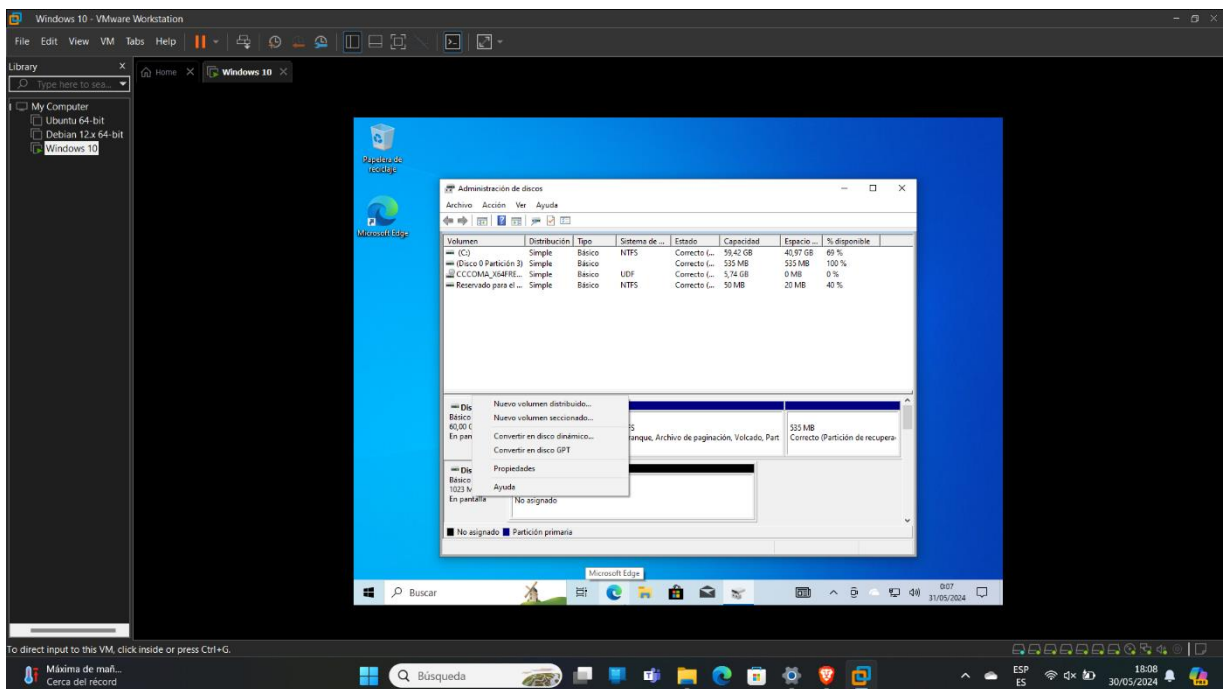 Windows 10 - VMware Workstation
File Edit View VM Tabs Help
Library X
Home X Windows 10 X
Type here to sea...
My Computer
Ubuntu 64-bit
Debian 12.x 64-bit
Windows 10
Papelera de
reciclaje
Microsoft Edge
Administración de discos
Archivo Acción Ver Ayuda
Volumen Distribución Tipo Sistema de ... Estado Capacidad Espacio ... % disponible
(C:) Simple Básico NTFS Correcto (... 59,42 GB 40,97 GB 69 %
(Disco 0 Partición 3) Simple Básico Correcto (... 535 MB 535 MB 100 %
CCCOMA_X64FRE... Simple Básico UDF Correcto (... 5,74 GB 0 MB 0 %
Reservado para el ... Simple Básico NTFS Correcto (... 50 MB 20 MB 40 %
Nuevo volumen distribuido...
Nuevo volumen seccionado...
Convertir en disco dinámico...
Convertir en disco GPT
Propiedades
Ayuda
Dis
Básico
60,00 G
En pan
FS
ranque, Archivo de paginación, Volcado, Part
535 MB
Correcto (Partición de recupera
Dis
Básico
1023 M
En pantalla
No asignado
No asignado Partición primaria
Microsoft Edge
Buscar
0:07
31/05/2024
To direct input to this VM, click inside or press Ctrl+G.
Máxima de mañ...
Cerca del récord
Búsqueda
ESP
ES
18:08
30/05/2024